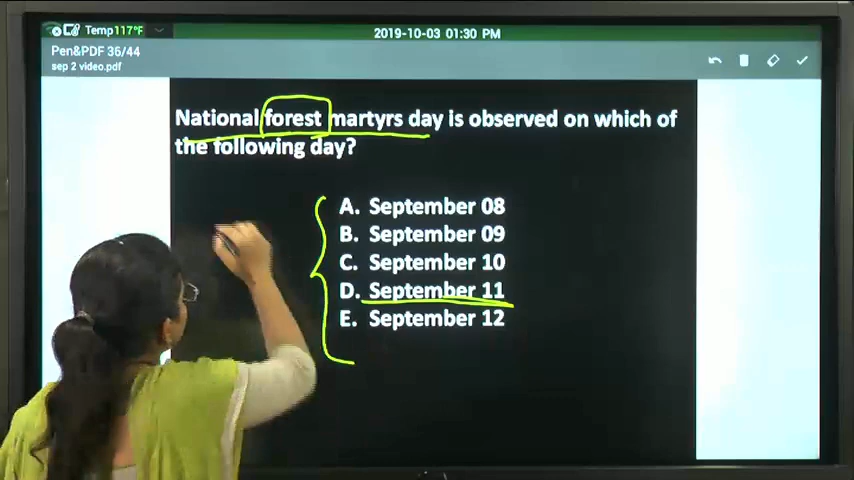 Temp117°F
2019-10-03 01:30 PM
Pen&PDF 36/44
sep 2 video.pdf
National forest martyrs day is observed on which of
the following day?
A. September 08
B. September 09
C. September 10
D. September 11
E. September 12